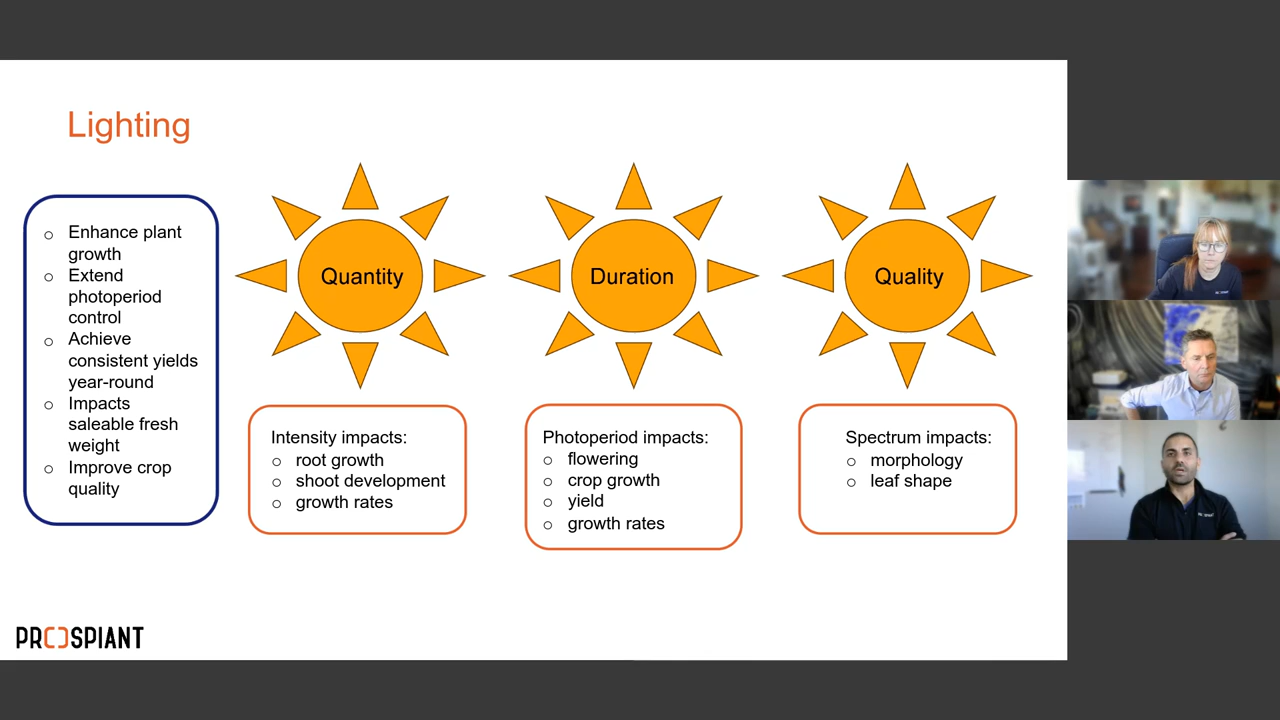 Lighting
Enhance plant
growth
Extend
photoperiod
control
Achieve
consistent yields
year-round
Impacts
saleable fresh
weight
Improve crop
quality
Quantity
Duration
Quality
Intensity impacts:
root growth
shoot development
growth rates
Photoperiod impacts:
flowering
crop growth
yield
growth rates
Spectrum impacts:
morphology
leaf shape
PROSPIANT